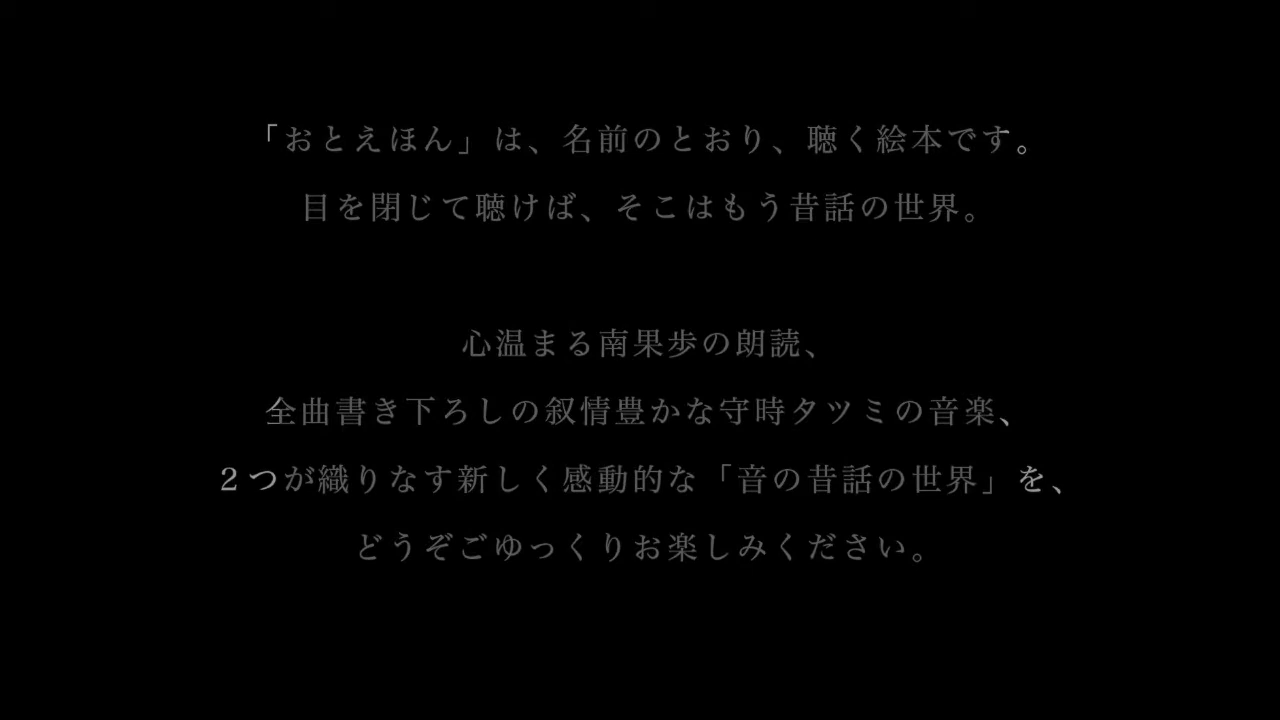 「おとえほん」は、名前のとおり、聴く絵本です。
目を閉じて聴けば、そこはもう昔話の世界。
心温まる南果歩の朗読、
全曲書き下ろしの叙情豊かな守時タツミの音楽、
２つが織りなす新しく感動的な「音の昔話の世界」を、
どうぞごゆっくりお楽しみください。